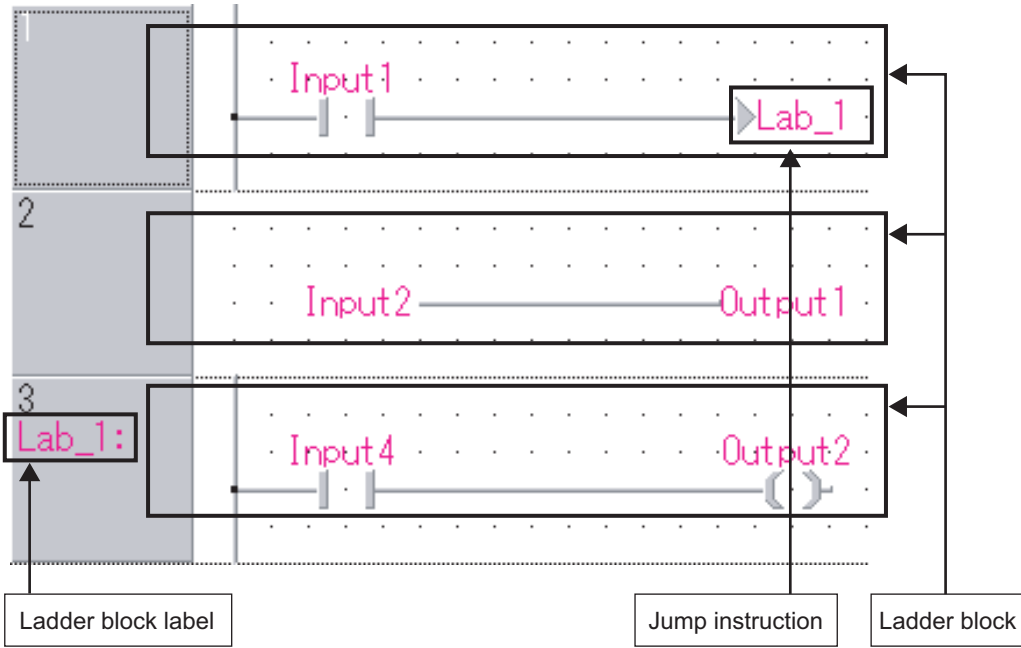 1
Input1
Lab_1
2
Input2 Output1
3
Lab_1:
Input4 Output2
Ladder block label
Jump instruction
Ladder block